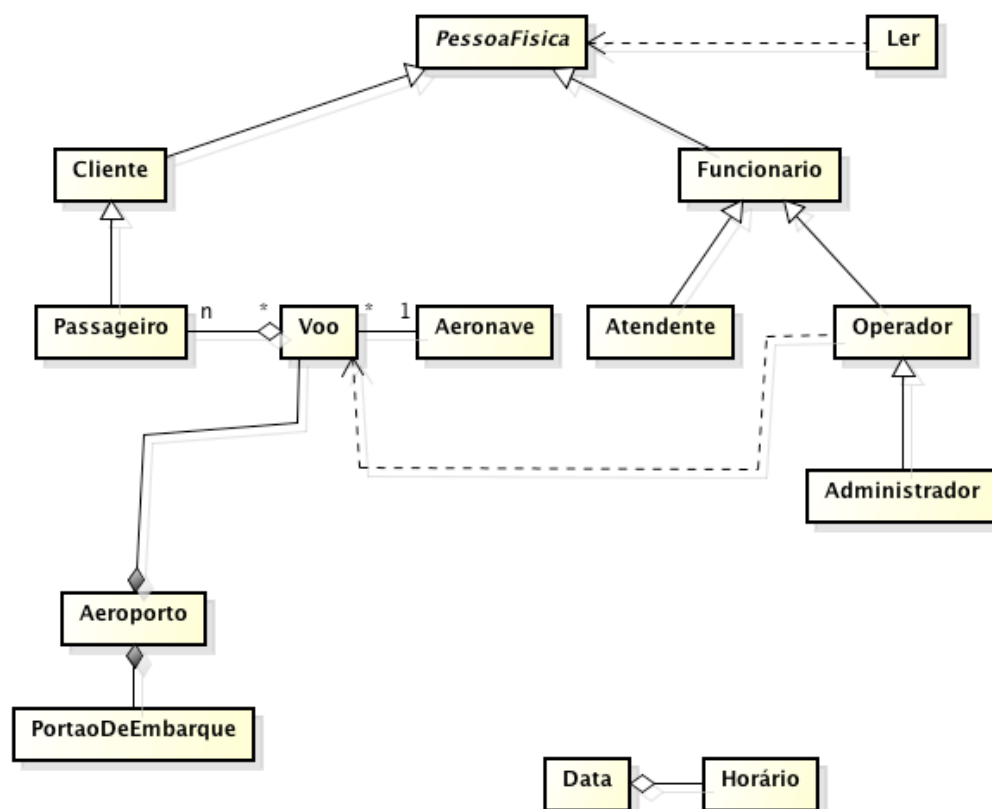 PessoaFisica
Ler
Cliente
Funcionario
Passageiro
n
*
Voo
*
1
Aeronave
Atendente
Operador
Administrador
Aeroporto
PortaoDeEmbarque
Data
Horário